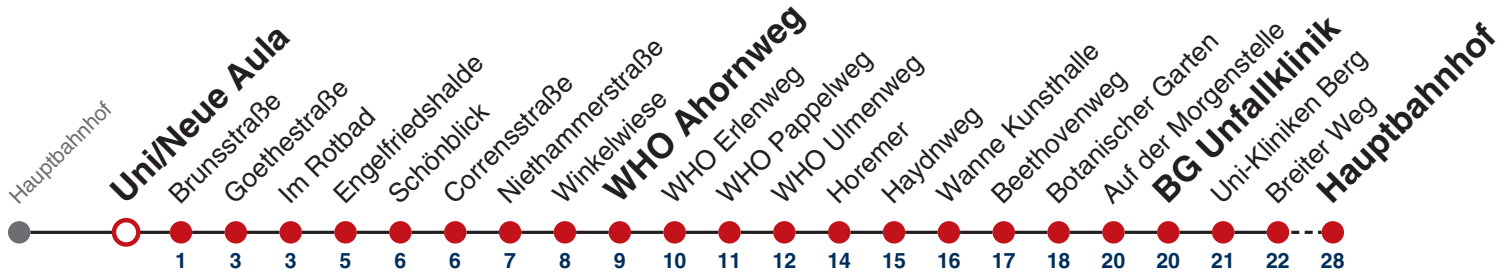 Hauptbahnhof
Uni/Neue Aula
Brunsstraße
Goethestraße
Im Rotbad
Engelfriedshalde
Schönblick
Corrensstraße
Niethammerstraße
Winkelwiese
WHO Ahornweg
WHO Erlenweg
WHO Pappelweg
WHO Ulmenweg
Horemer
Haydnweg
Wanne Kunsthalle
Beethovenweg
Botanischer Garten
Auf der Morgenstelle
BG Unfallklinik
Uni-Kliniken Berg
Breiter Weg
Hauptbahnhof
1 3 3 5 6 6 7 8 9 10 11 12 14 15 16 17 18 20 20 21 22 28